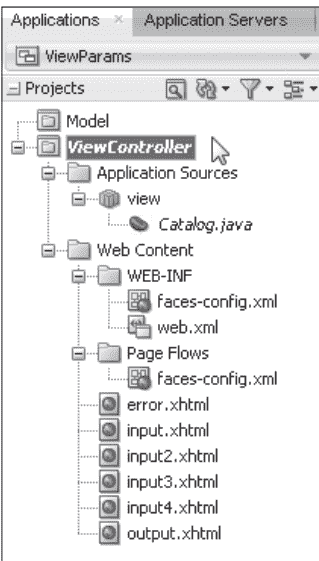 Applications × Application Servers
ViewParams
Projects
Model
ViewController
Application Sources
view
Catalog.java
Web Content
WEB-INF
faces-config.xml
web.xml
Page Flows
faces-config.xml
error.xhtml
input.xhtml
input2.xhtml
input3.xhtml
input4.xhtml
output.xhtml